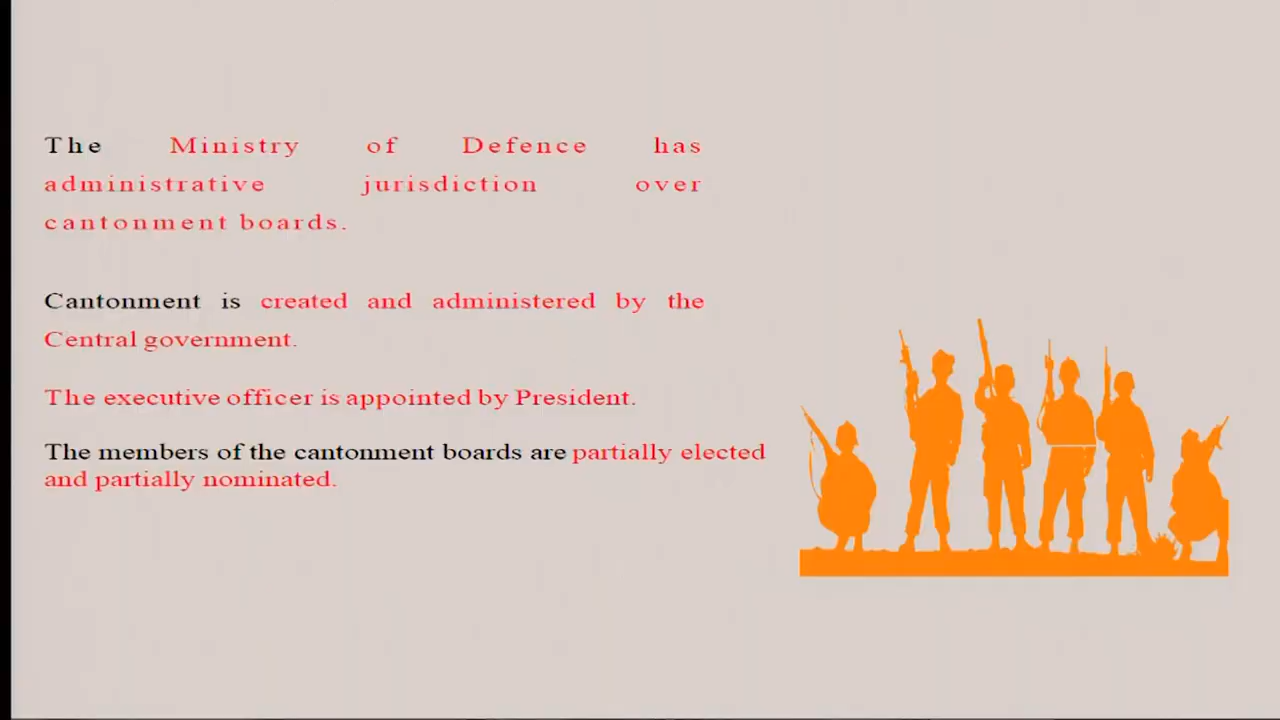 The Ministry of Defence has
administrative jurisdiction over
cantonment boards.
Cantonment is created and administered by the
Central government.
The executive officer is appointed by President.
The members of the cantonment boards are partially elected
and partially nominated.